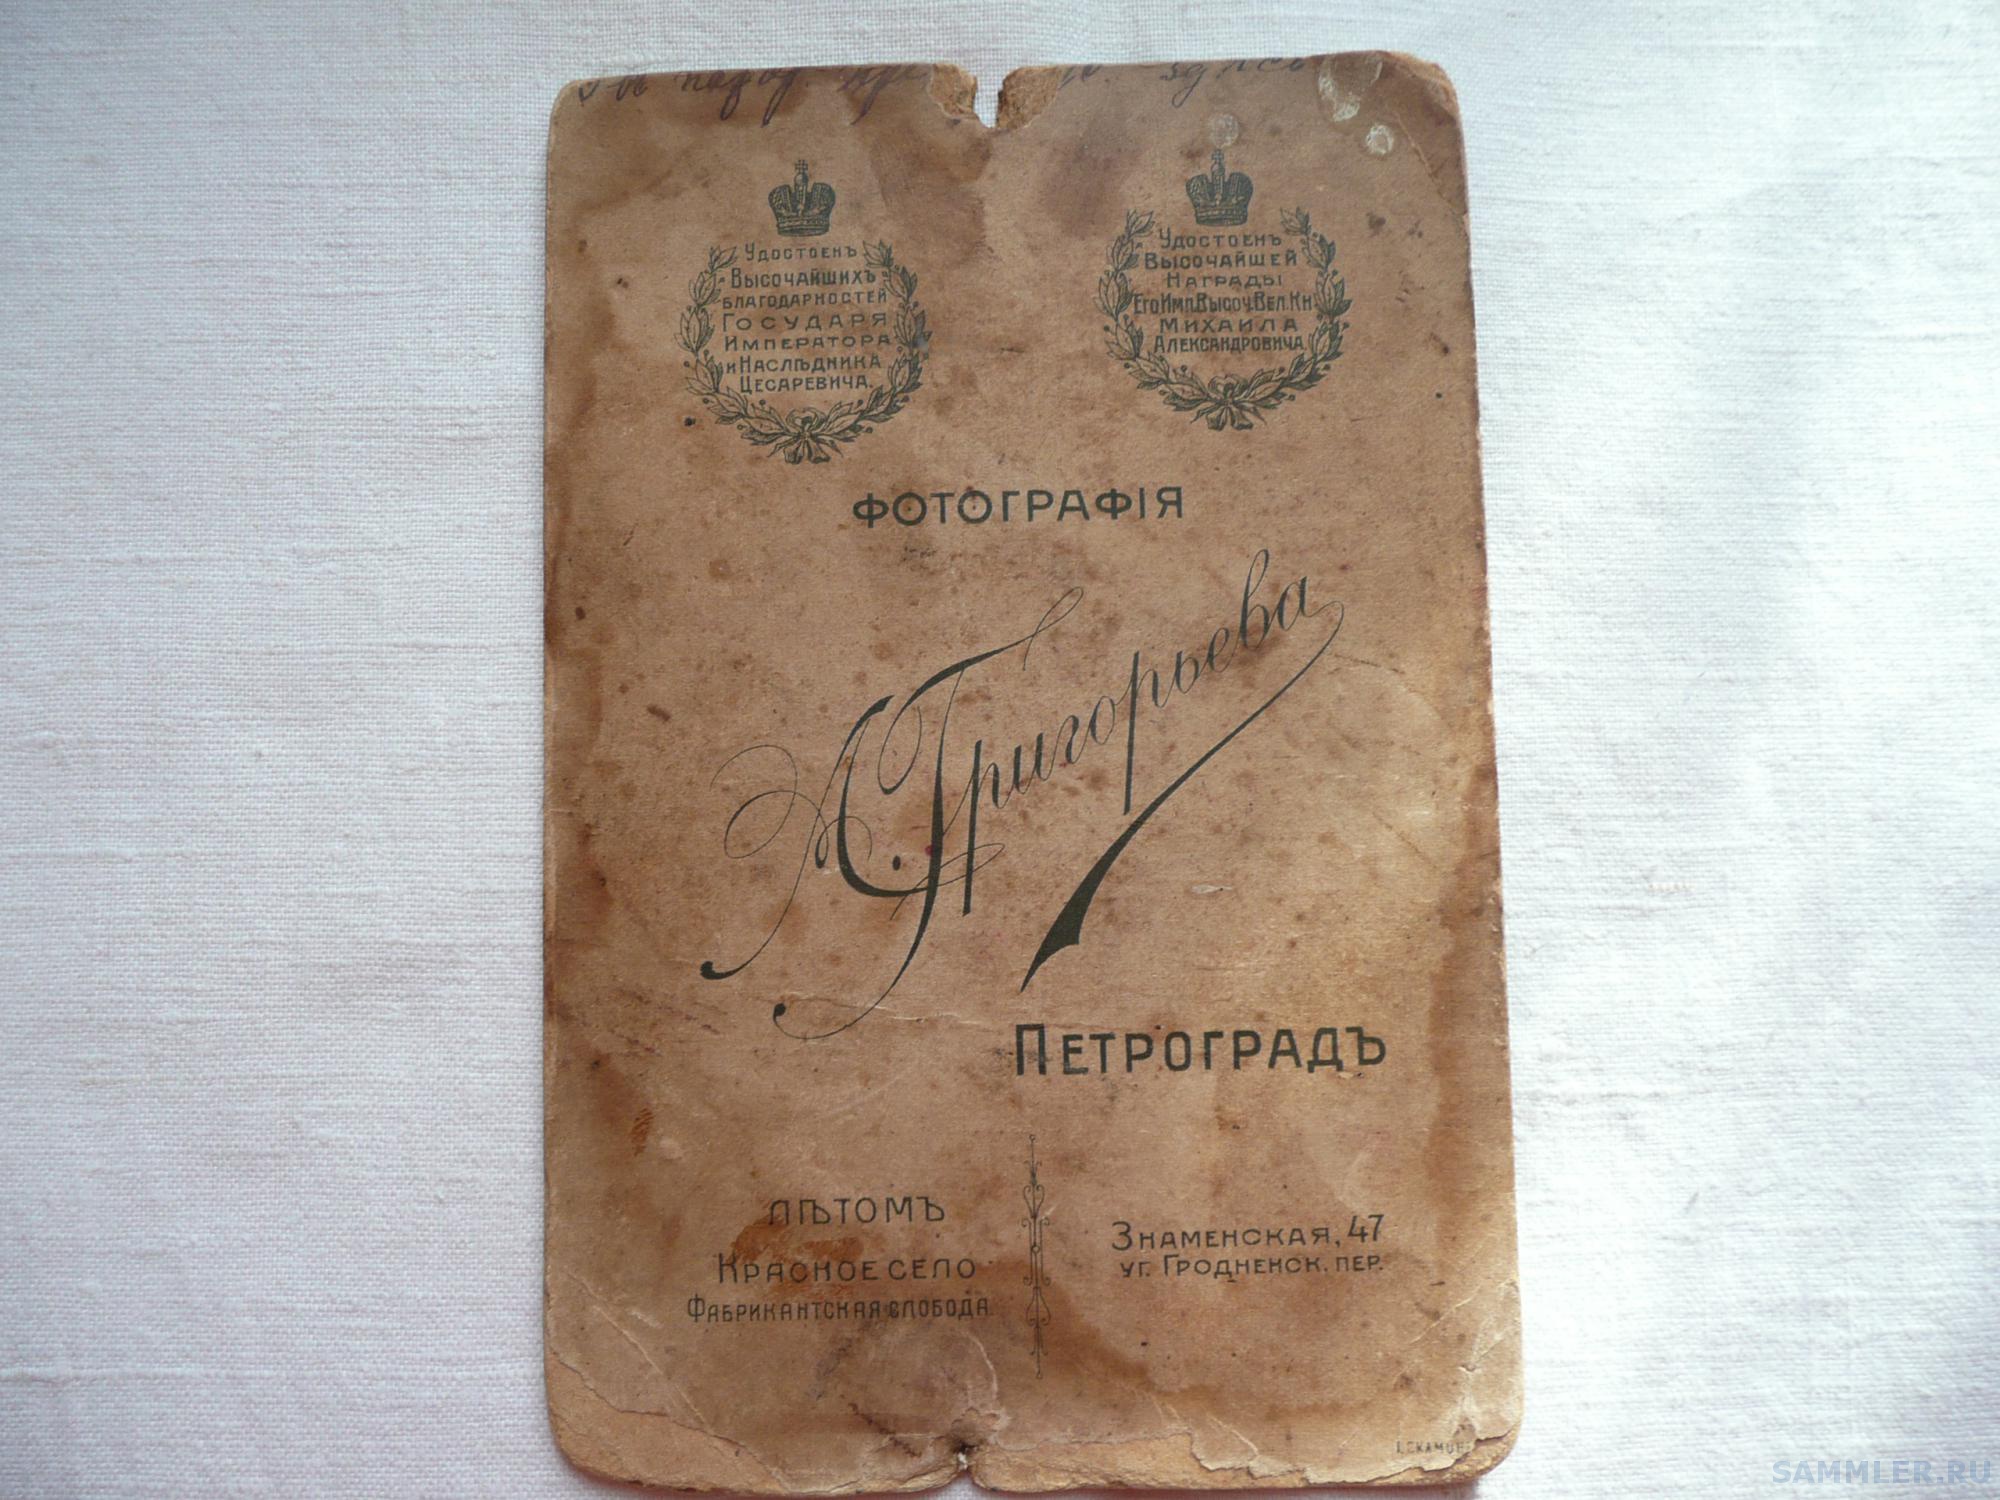 Удостоенъ
Высочайшихъ
благодарностей
Государя
Императора
и Наслѣдника
Цесаревича.
Удостоенъ
Высочайшей
Награды
Его Имп. Высоч. Вел. Кн.
Михаила
Александровича.
ФОТОГРАФІЯ
А. Григорьева
ПЕТРОГРАДЪ
ЛѢТОМЪ
Красное село
Фабрикантская слобода.
Знаменская, 47
уг. Гродненск. пер.
SAMMLER.RU